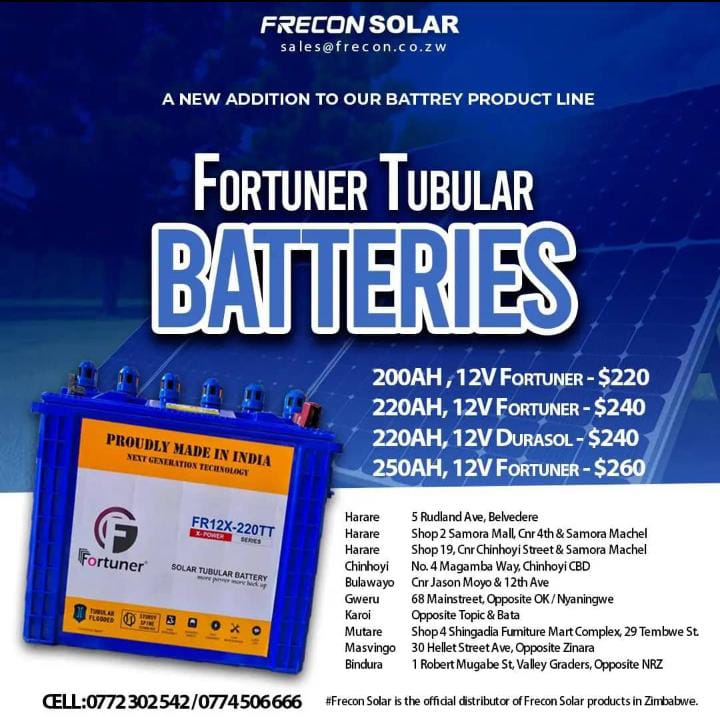 FRECON SOLAR
sales@frecon.co.zw
A NEW ADDITION TO OUR BATTREY PRODUCT LINE
FORTUNER TUBULAR
BATTERIES
200AH , 12V FORTUNER - $220
220AH, 12V FORTUNER - $240
220AH, 12V DURASOL - $240
250AH, 12V FORTUNER - $260
PROUDLY MADE IN INDIA
NEXT GENERATION TECHNOLOGY
FR12X-220TT
X-POWER SERIES
Fortuner
SOLAR TUBULAR BATTERY
more power more back up
TUBULAR FLOODED
STURDY SPINE
Harare 5 Rudland Ave, Belvedere
Harare Shop 2 Samora Mall, Cnr 4th & Samora Machel
Harare Shop 19, Cnr Chinhoyi Street & Samora Machel
Chinhoyi No. 4 Magamba Way, Chinhoyi CBD
Bulawayo Cnr Jason Moyo & 12th Ave
Gweru 68 Mainstreet, Opposite OK / Nyaningwe
Karoi Opposite Topic & Bata
Mutare Shop 4 Shingadia Furniture Mart Complex, 29 Tembwe St.
Masvingo 30 Hellet Street Ave, Opposite Zinara
Bindura 1 Robert Mugabe St, Valley Graders, Opposite NRZ
CELL: 0772 302 542 / 0774 506 666
#Frecon Solar is the official distributor of Frecon Solar products in Zimbabwe.